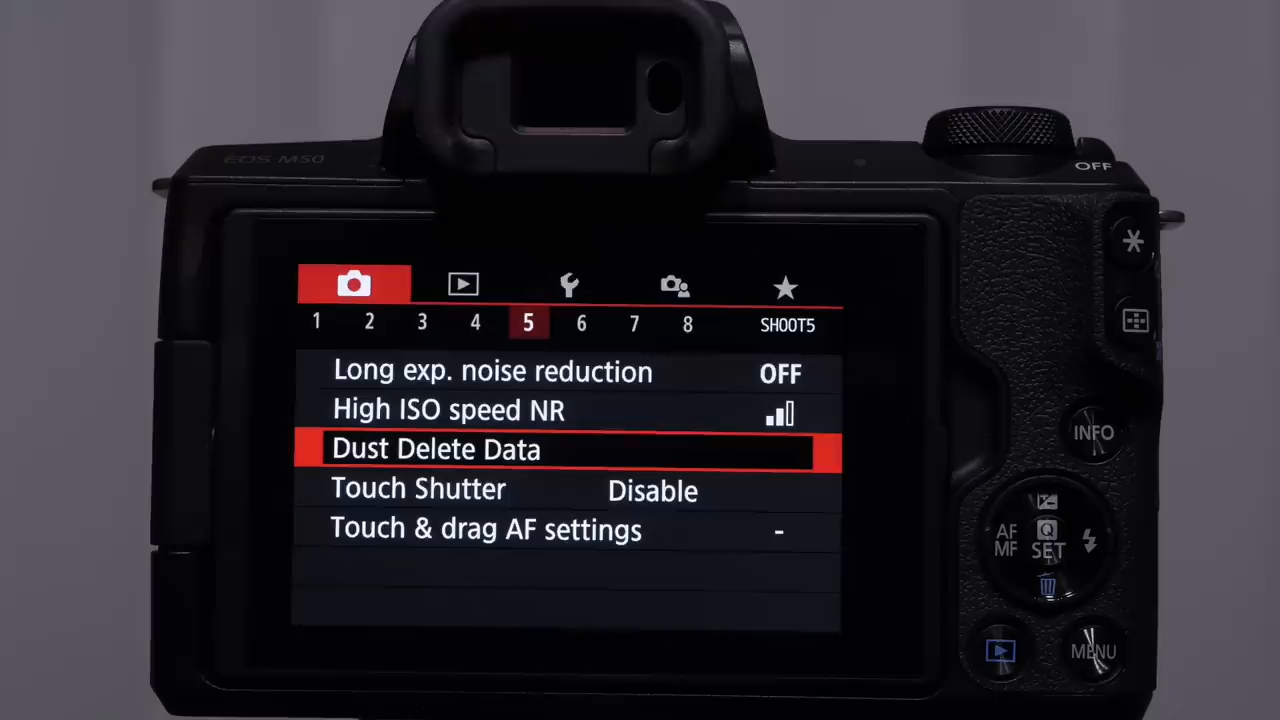 EOS M50
OFF
1 2 3 4 5 6 7 8 SHOOT5
Long exp. noise reduction OFF
High ISO speed NR
Dust Delete Data
Touch Shutter Disable
Touch & drag AF settings -
INFO
AF
MF
Q
SET
MENU